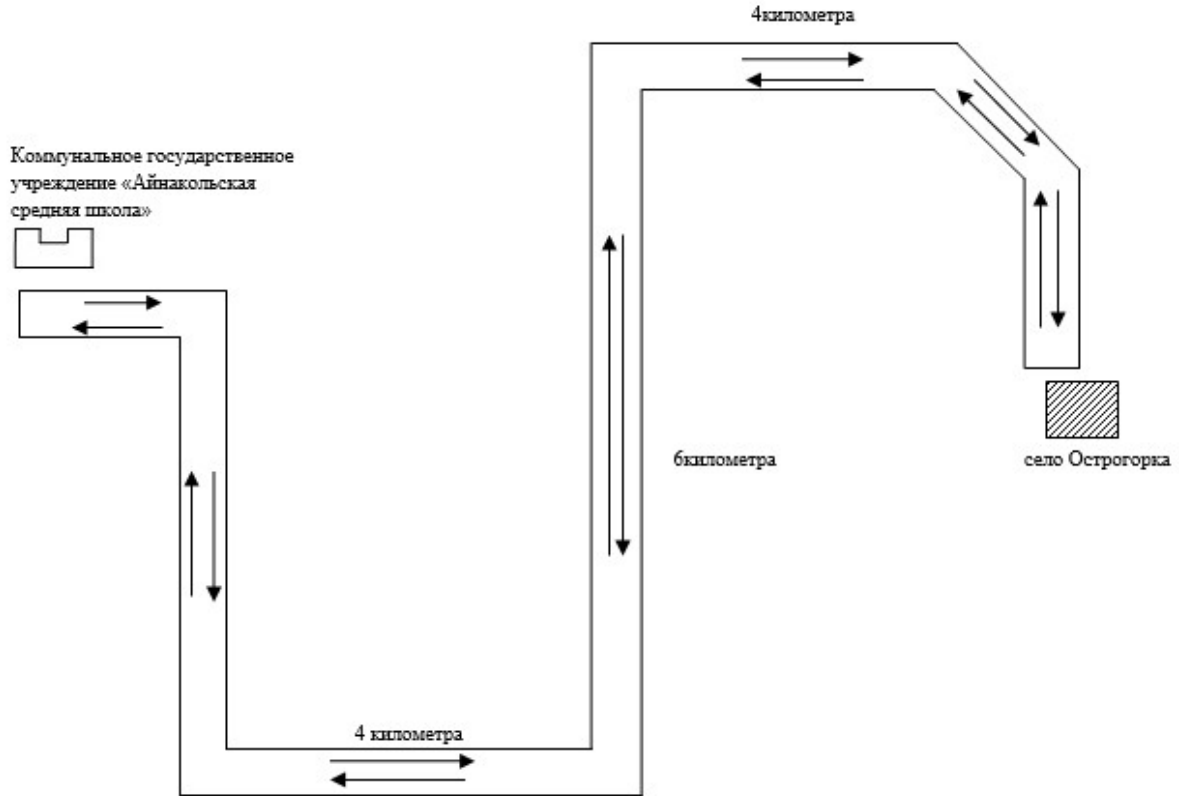 4километра
Коммунальное государственное
учреждение «Айнакольская
средняя школа»
6километра
село Острогорка
4 километра